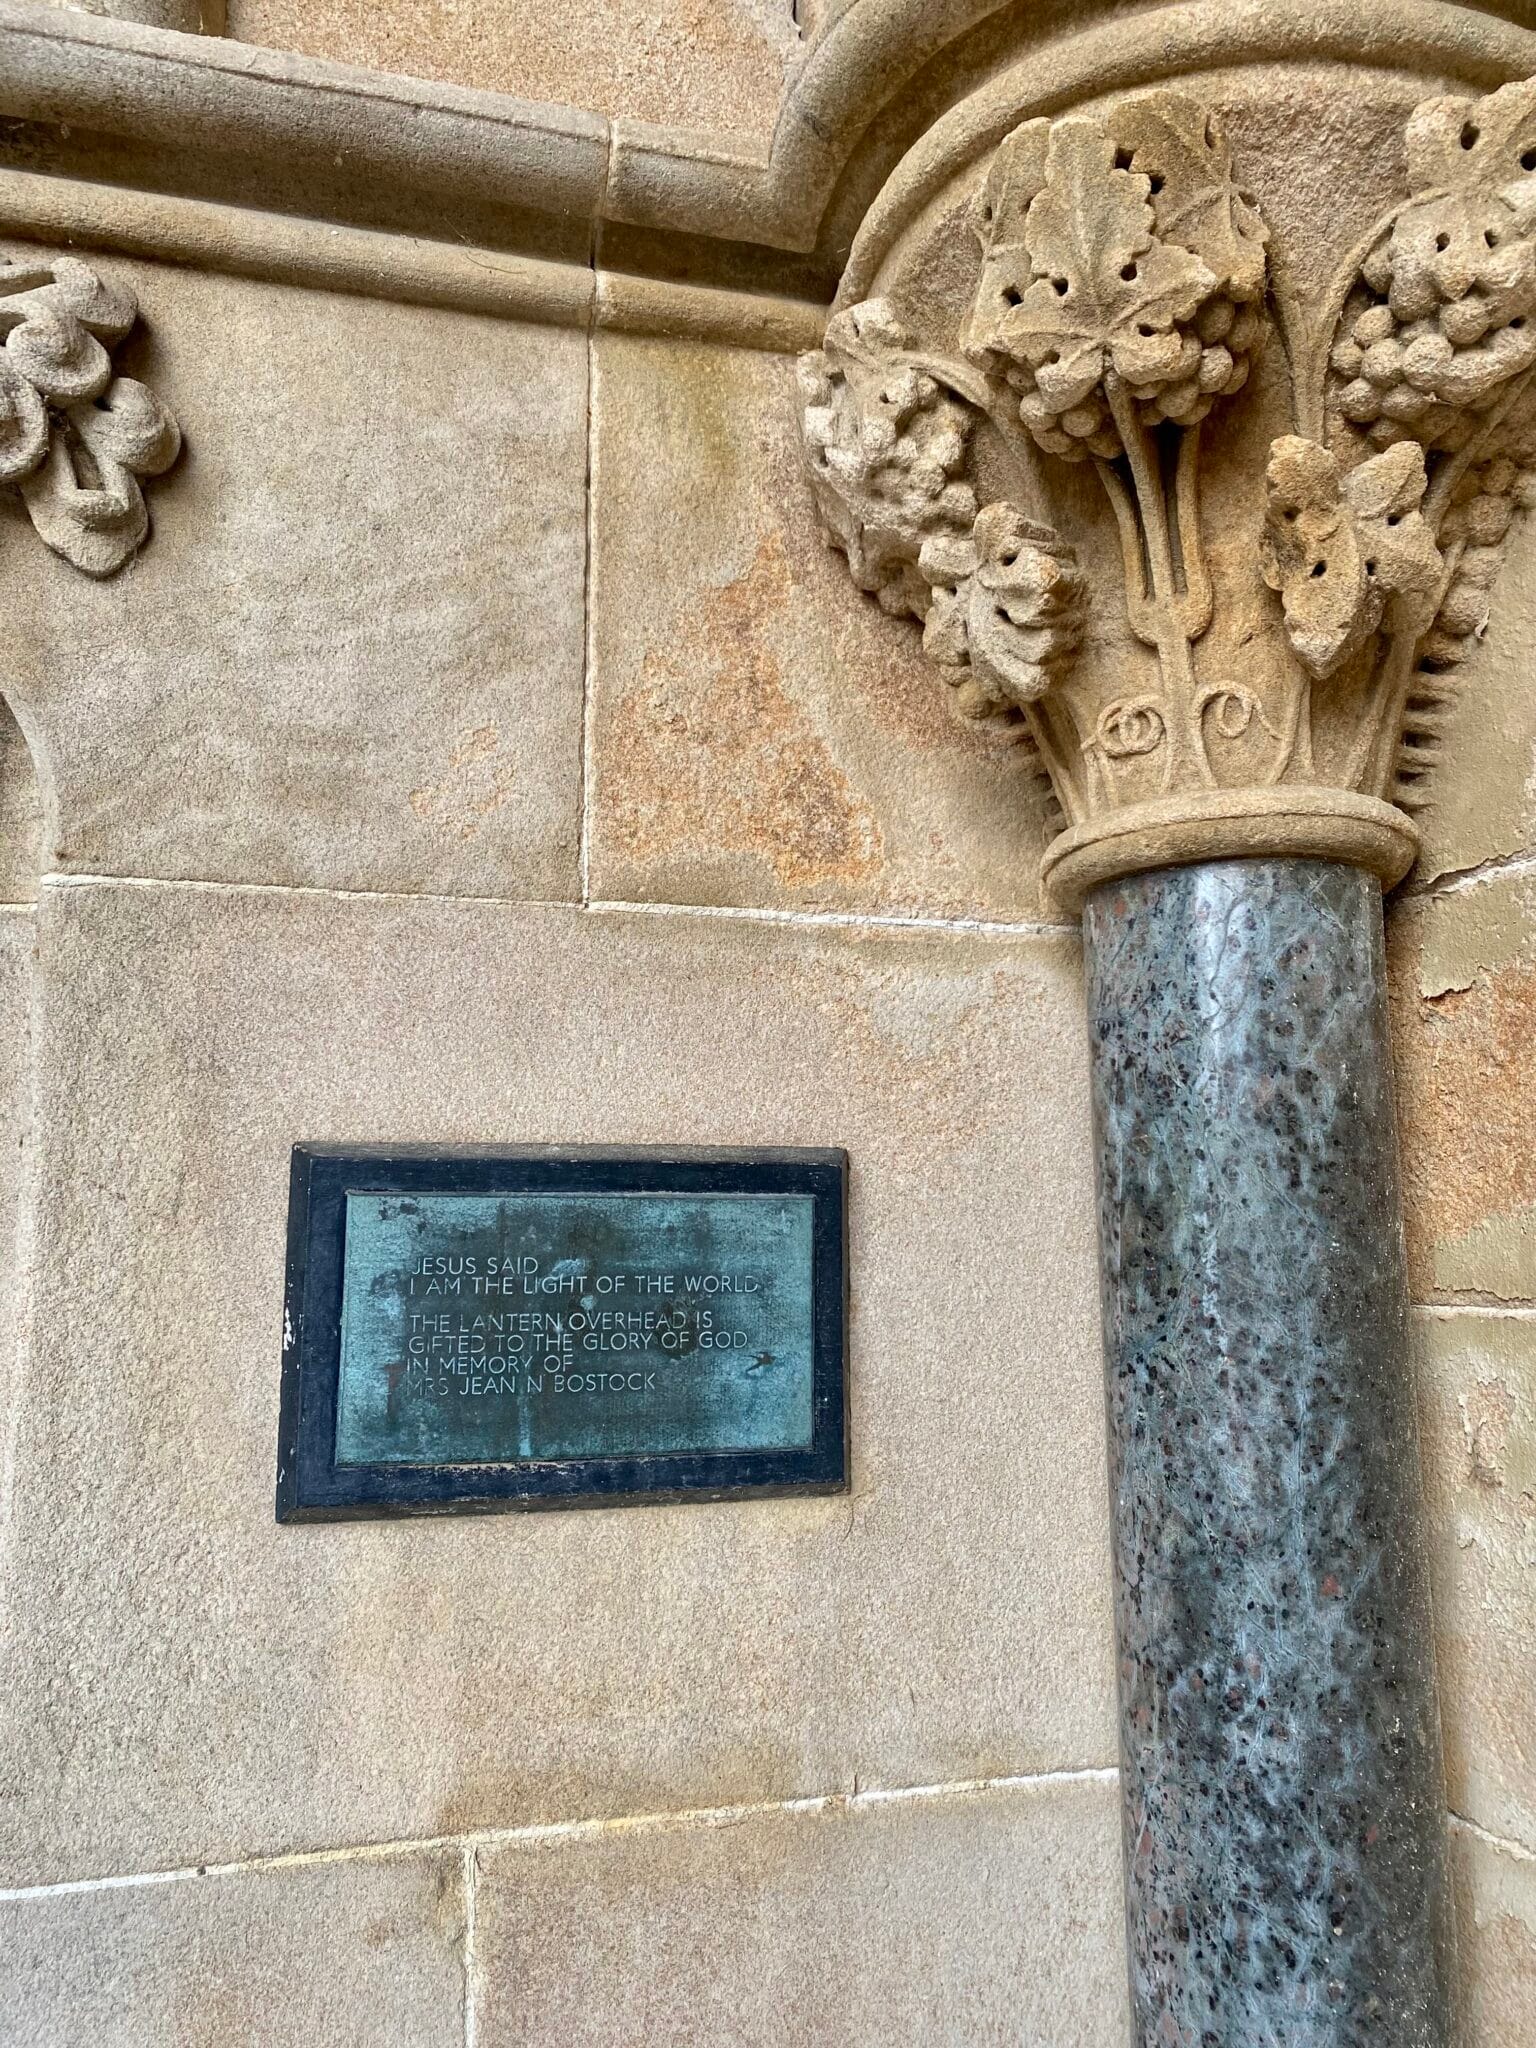 JESUS SAID
I AM THE LIGHT OF THE WORLD
THE LANTERN OVERHEAD IS
GIFTED TO THE GLORY OF GOD
IN MEMORY OF
MRS JEAN N BOSTOCK